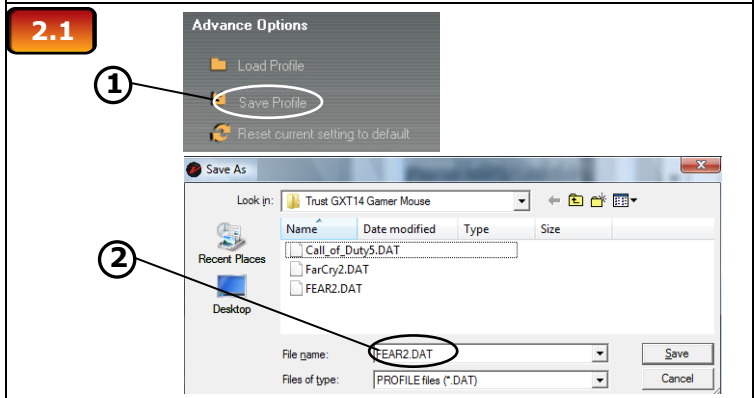 2.1
Advance Options
Load Profile
1
Save Profile
Reset current setting to default
Save As
Look in: Trust GXT14 Gamer Mouse
Name Date modified Type Size
Recent Places
Call_of_Duty5.DAT
FarCry2.DAT
2
FEAR2.DAT
Desktop
File name: FEAR2.DAT Save
Files of type: PROFILE files (*.DAT) Cancel